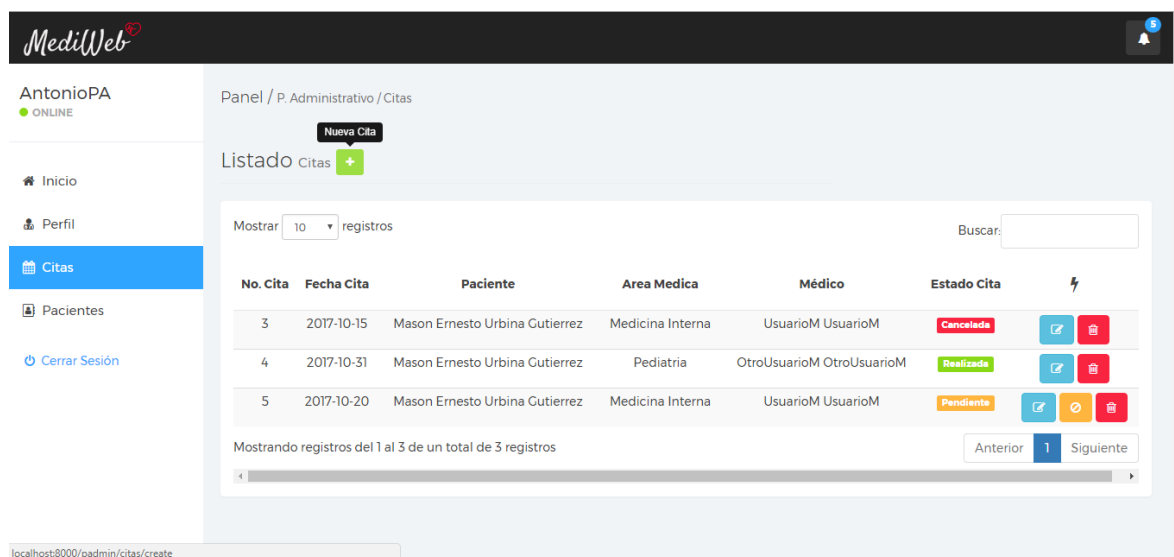 MediWeb
5
AntonioPA
ONLINE
Inicio
Perfil
Citas
Pacientes
Cerrar Sesión
Panel / P. Administrativo / Citas
Nueva Cita
Listado Citas +
Mostrar 10 registros
Buscar:
No. Cita Fecha Cita Paciente Area Medica Médico Estado Cita
3 2017-10-15 Mason Ernesto Urbina Gutierrez Medicina Interna UsuarioM UsuarioM Cancelada
4 2017-10-31 Mason Ernesto Urbina Gutierrez Pediatria OtroUsuarioM OtroUsuarioM Realizada
5 2017-10-20 Mason Ernesto Urbina Gutierrez Medicina Interna UsuarioM UsuarioM Pendiente
Mostrando registros del 1 al 3 de un total de 3 registros
Anterior 1 Siguiente
localhost:8000/padmin/citas/create